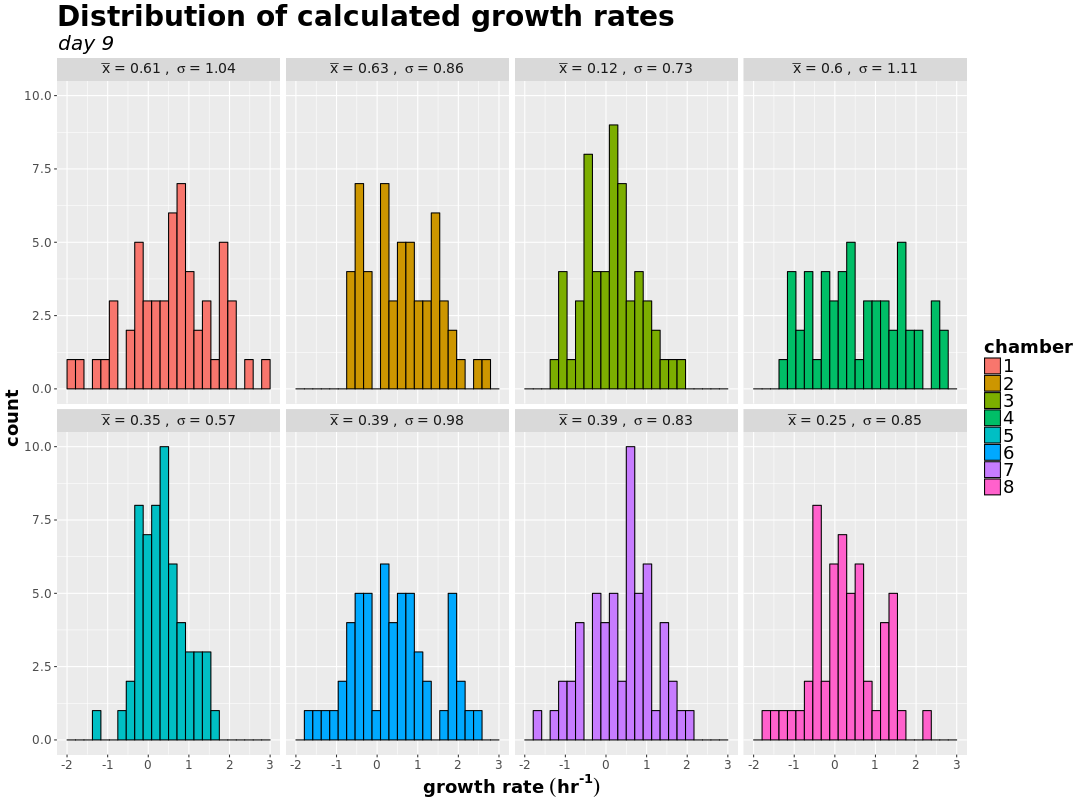 Distribution of calculated growth rates
day 9
x̅ = 0.61 , σ = 1.04
x̅ = 0.63 , σ = 0.86
x̅ = 0.12 , σ = 0.73
x̅ = 0.6 , σ = 1.11
10.0
7.5
5.0
2.5
0.0
x̅ = 0.35 , σ = 0.57
x̅ = 0.39 , σ = 0.98
x̅ = 0.39 , σ = 0.83
x̅ = 0.25 , σ = 0.85
10.0
7.5
5.0
2.5
0.0
-2 -1 0 1 2 3 -2 -1 0 1 2 3 -2 -1 0 1 2 3 -2 -1 0 1 2 3
growth rate (hr⁻¹)
count
chamber
1
2
3
4
5
6
7
8